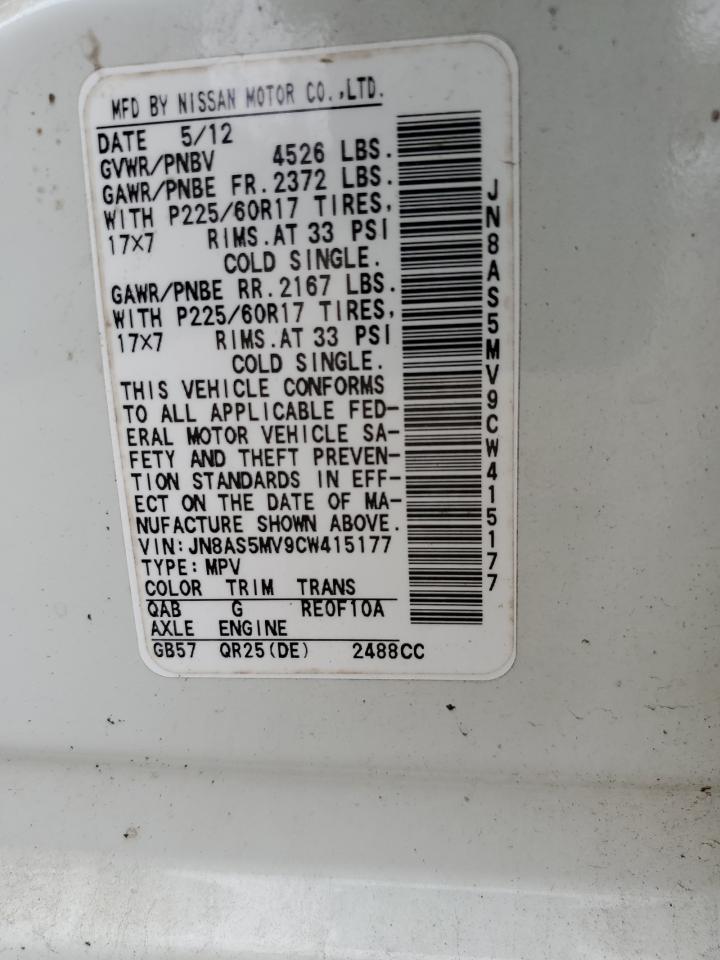 MFD BY NISSAN MOTOR CO.,LTD.
DATE 5/12
GVWR/PNBV 4526 LBS.
GAWR/PNBE FR.2372 LBS.
WITH P225/60R17 TIRES,
17×7 RIMS.AT 33 PSI
COLD SINGLE.
GAWR/PNBE RR.2167 LBS.
WITH P225/60R17 TIRES,
17×7 RIMS.AT 33 PSI
COLD SINGLE.
THIS VEHICLE CONFORMS
TO ALL APPLICABLE FED-
ERAL MOTOR VEHICLE SA-
FETY AND THEFT PREVEN-
TION STANDARDS IN EFF-
ECT ON THE DATE OF MA-
NUFACTURE SHOWN ABOVE.
VIN:JN8AS5MV9CW415177
TYPE:MPV
COLOR TRIM TRANS
QAB G RE0F10A
AXLE ENGINE
GB57 QR25(DE) 2488CC
JN8AS5MV9CW415177